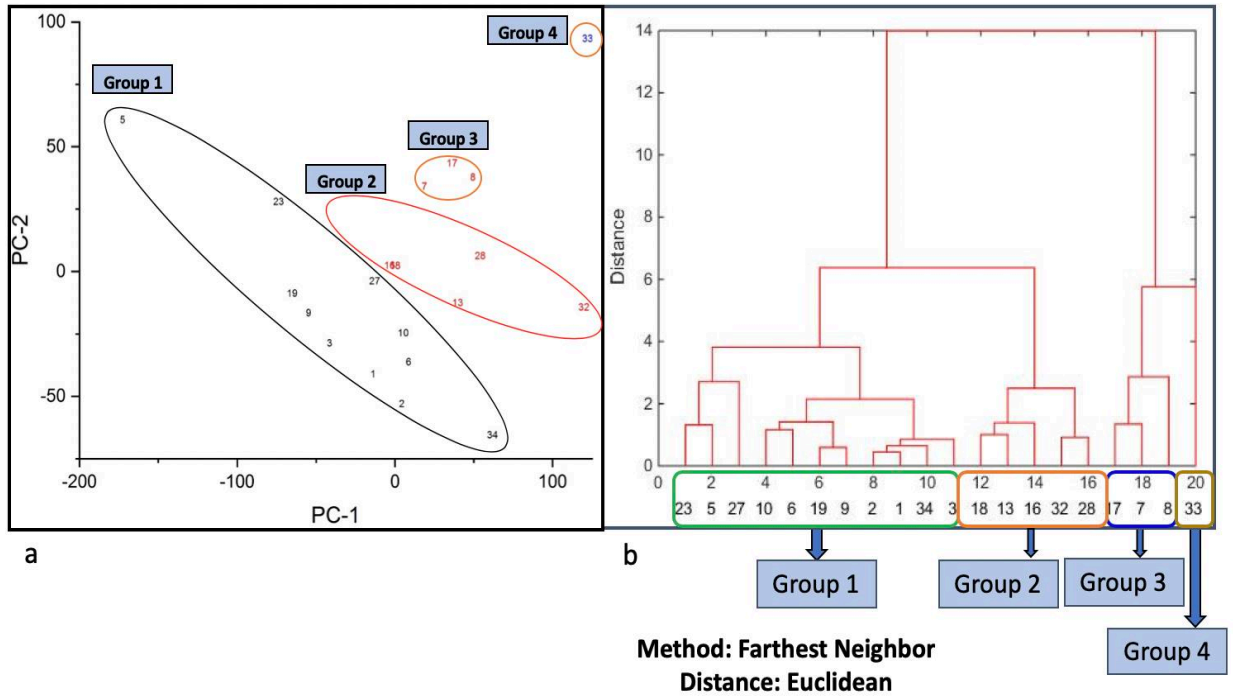 100
Group 4
33
Group 1
5
Group 3
17
8
7
50
Group 2
23
28
18
27
0
PC-2
19
13
32
9
10
3
6
1
2
-50
34
-200
-100
0
100
PC-1
a
14
12
10
8
6
4
2
0
Distance
0 2 4 6 8 10 12 14 16 18 20
23 5 27 10 6 19 9 2 1 34 3 18 13 16 32 28 17 7 8 33
b
Group 1
Group 2
Group 3
Group 4
Method: Farthest Neighbor
Distance: Euclidean